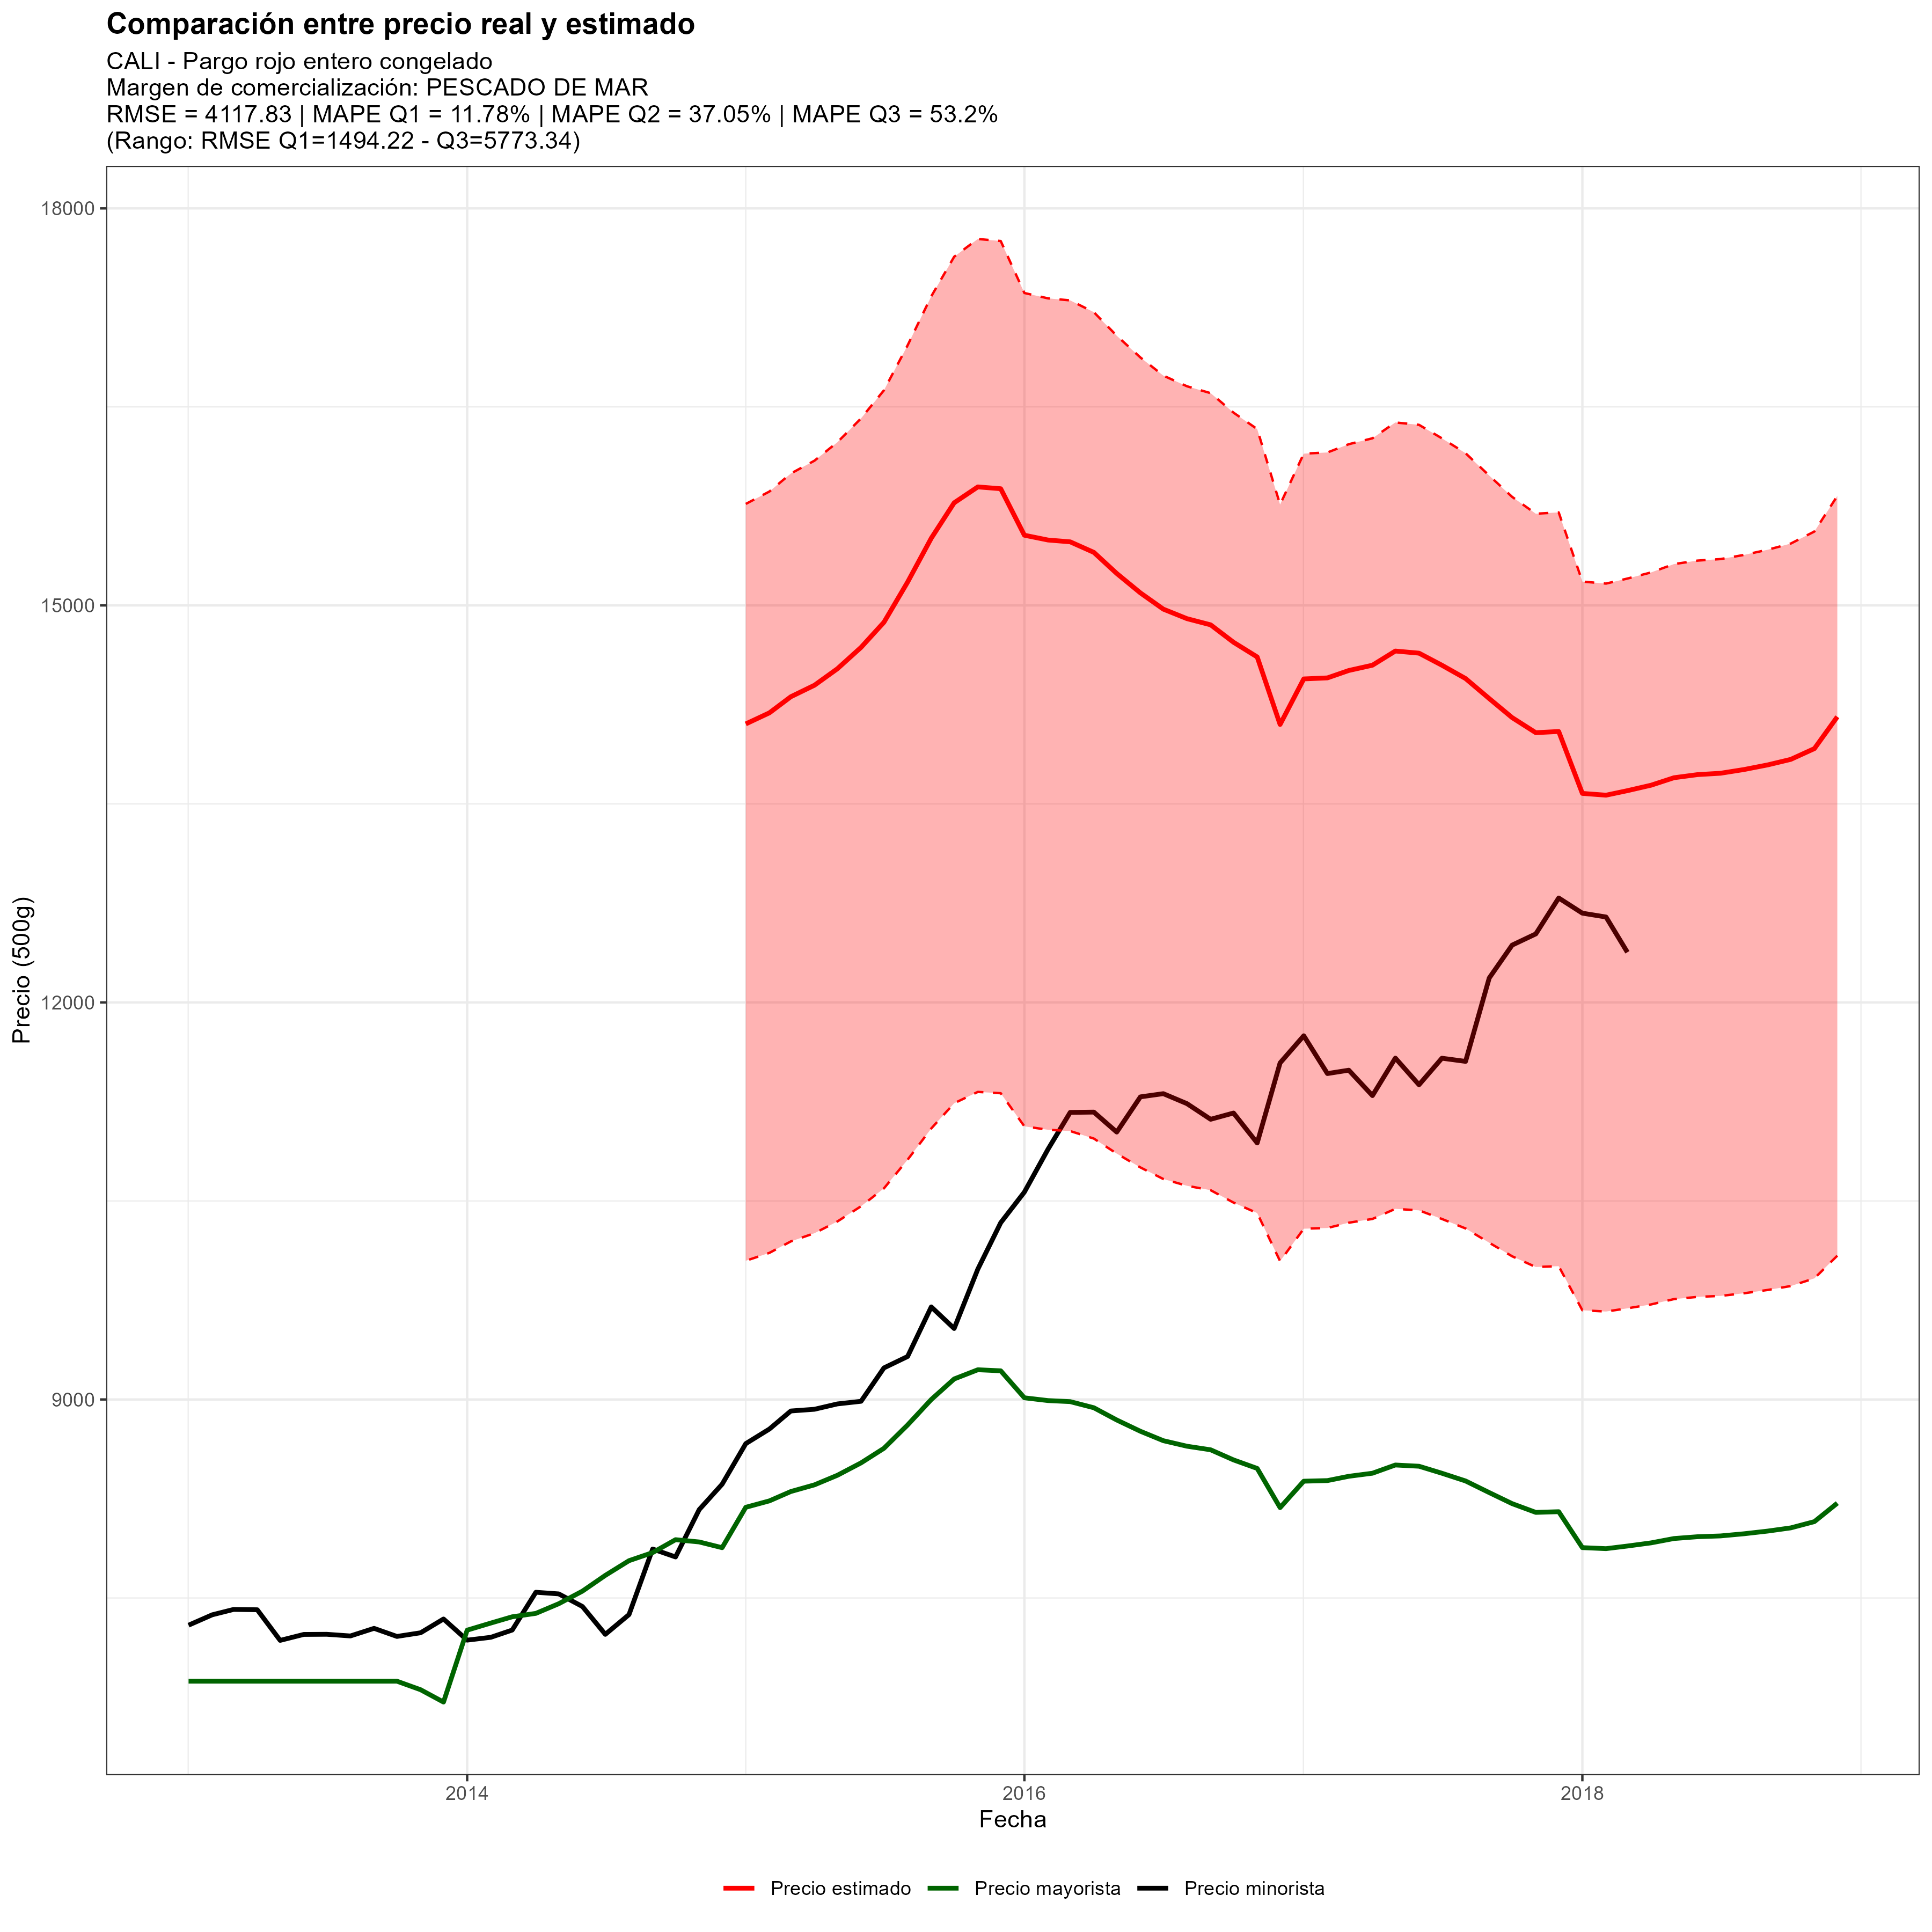 Comparación entre precio real y estimado
CALI - Pargo rojo entero congelado
Margen de comercialización: PESCADO DE MAR
RMSE = 4117.83 | MAPE Q1 = 11.78% | MAPE Q2 = 37.05% | MAPE Q3 = 53.2%
(Rango: RMSE Q1=1494.22 - Q3=5773.34)
Precio (500g)
18000
15000
12000
9000
2014
2016
2018
Fecha
Precio estimado
Precio mayorista
Precio minorista